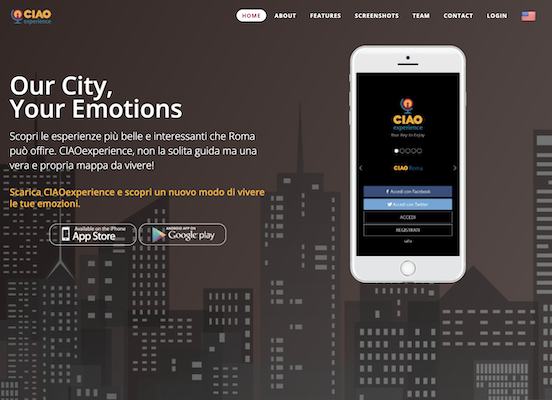 CIAO
experience
HOME ABOUT FEATURES SCREENSHOTS TEAM CONTACT LOGIN
Our City,
Your Emotions
Scopri le esperienze più belle e interessanti che Roma
può offire. CIAOexperience, non la solita guida ma una
vera e propria mappa da vivere!
Scarica CIAOexperience e scopri un nuovo modo di vivere
le tue emozioni.
Available on the iPhone
App Store
ANDROID APP ON
Google play
CIAO
experience
Your Key to Enjoy
CIAO Roma
Accedi con Facebook
Accedi con Twitter
ACCEDI
REGISTRATI